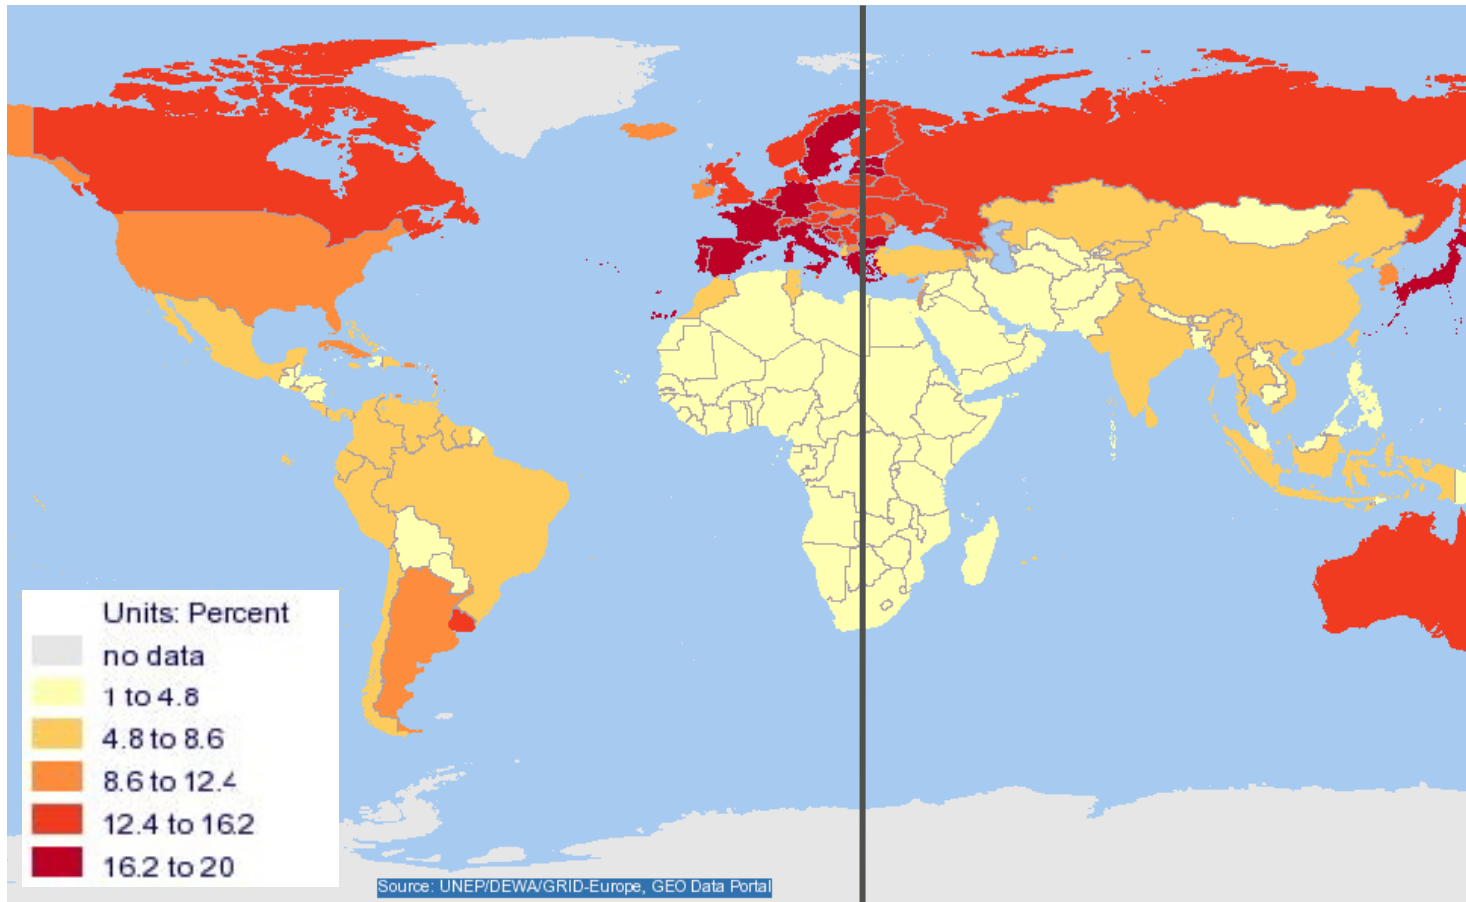 Units: Percent
no data
1 to 4.8
4.8 to 8.6
8.6 to 12.4
12.4 to 16.2
16.2 to 20
Source: UNEP/DEWA/GRID-Europe, GEO Data Portal